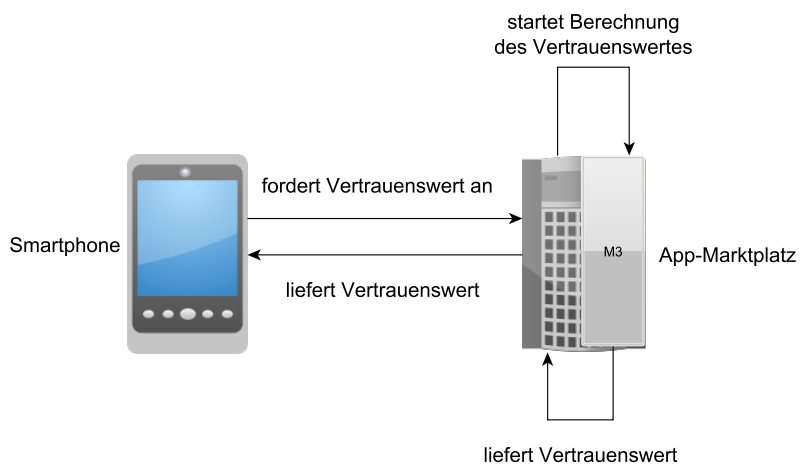 startet Berechnung
des Vertrauenswertes
fordert Vertrauenswert an
Smartphone
M3
App-Marktplatz
liefert Vertrauenswert
liefert Vertrauenswert